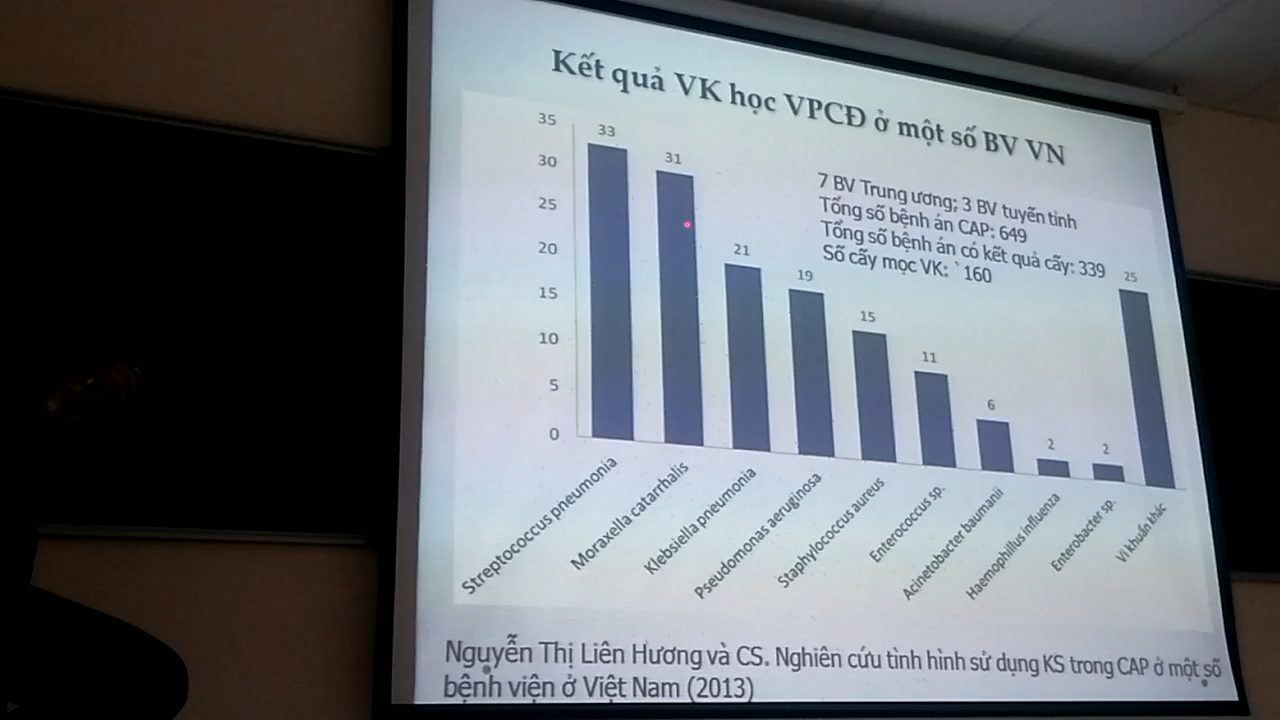 Kết quả VK học VPCĐ ở một số BV VN
7 BV Trung ương; 3 BV tuyến tỉnh
Tổng số bệnh án CAP: 649
Tổng số bệnh án có kết quả cấy: 339
Số cấy mọc VK: `160
35
30
25
20
15
10
5
0
33
31
21
19
15
11
6
2
2
25
Streptococcus pneumonia
Moraxella catarrhalis
Klebsiella pneumonia
Pseudomonas aeruginosa
Staphylococcus aureus
Enterococcus sp.
Acinetobacter baumanii
Haemophillus influenza
Enterobacter sp.
Vi khuẩn khác
Nguyễn Thị Liên Hương và CS. Nghiên cứu tình hình sử dụng KS trong CAP ở một số
bệnh viện ở Việt Nam (2013)